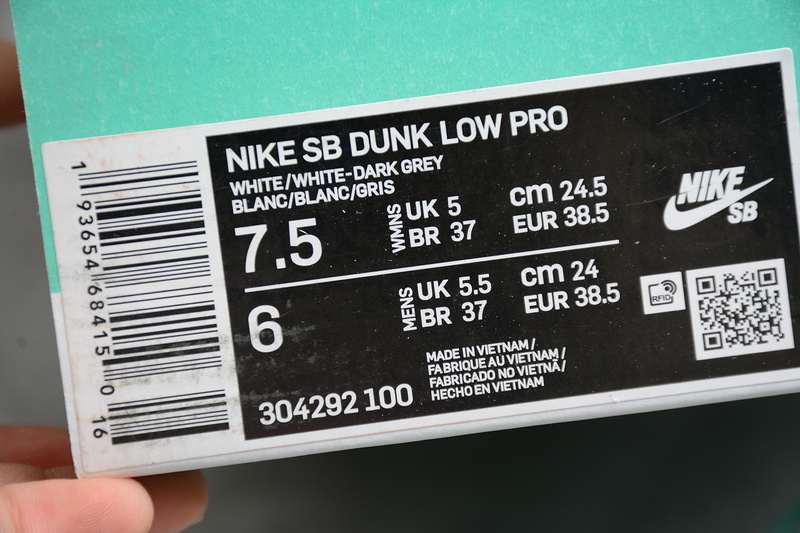 NIKE SB DUNK LOW PRO
WHITE/WHITE-DARK GREY
BLANC/BLANC/GRIS
7.5
WMNS
UK 5
BR 37
cm 24.5
EUR 38.5
6
MENS
UK 5.5
BR 37
cm 24
EUR 38.5
304292 100
MADE IN VIETNAM /
FABRIQUE AU VIETNAM /
FABRICADO NO VIETNÃ /
HECHO EN VIETNAM
NIKE
SB
RFID
1 93654 68415 0 16